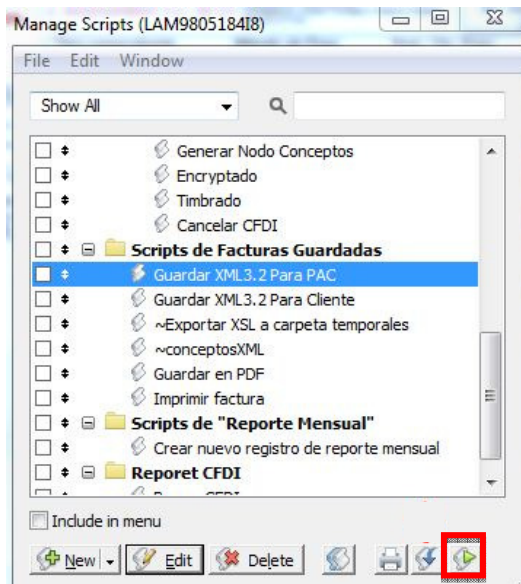 Manage Scripts (LAM9805184I8)
File Edit Window
Show All
Generar Nodo Conceptos
Encryptado
Timbrado
Cancelar CFDI
Scripts de Facturas Guardadas
Guardar XML3.2 Para PAC
Guardar XML3.2 Para Cliente
~Exportar XSL a carpeta temporales
~conceptosXML
Guardar en PDF
Imprimir factura
Scripts de "Reporte Mensual"
Crear nuevo registro de reporte mensual
Reporet CFDI
Include in menu
New Edit Delete